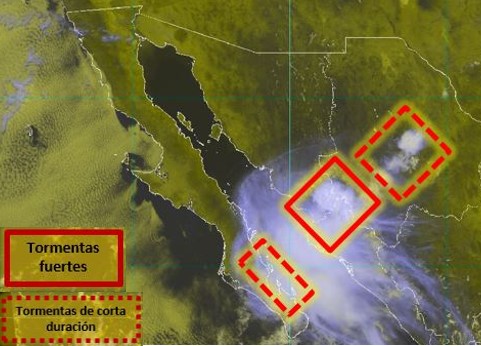 Tormentas
fuertes
Tormentas de corta
duración